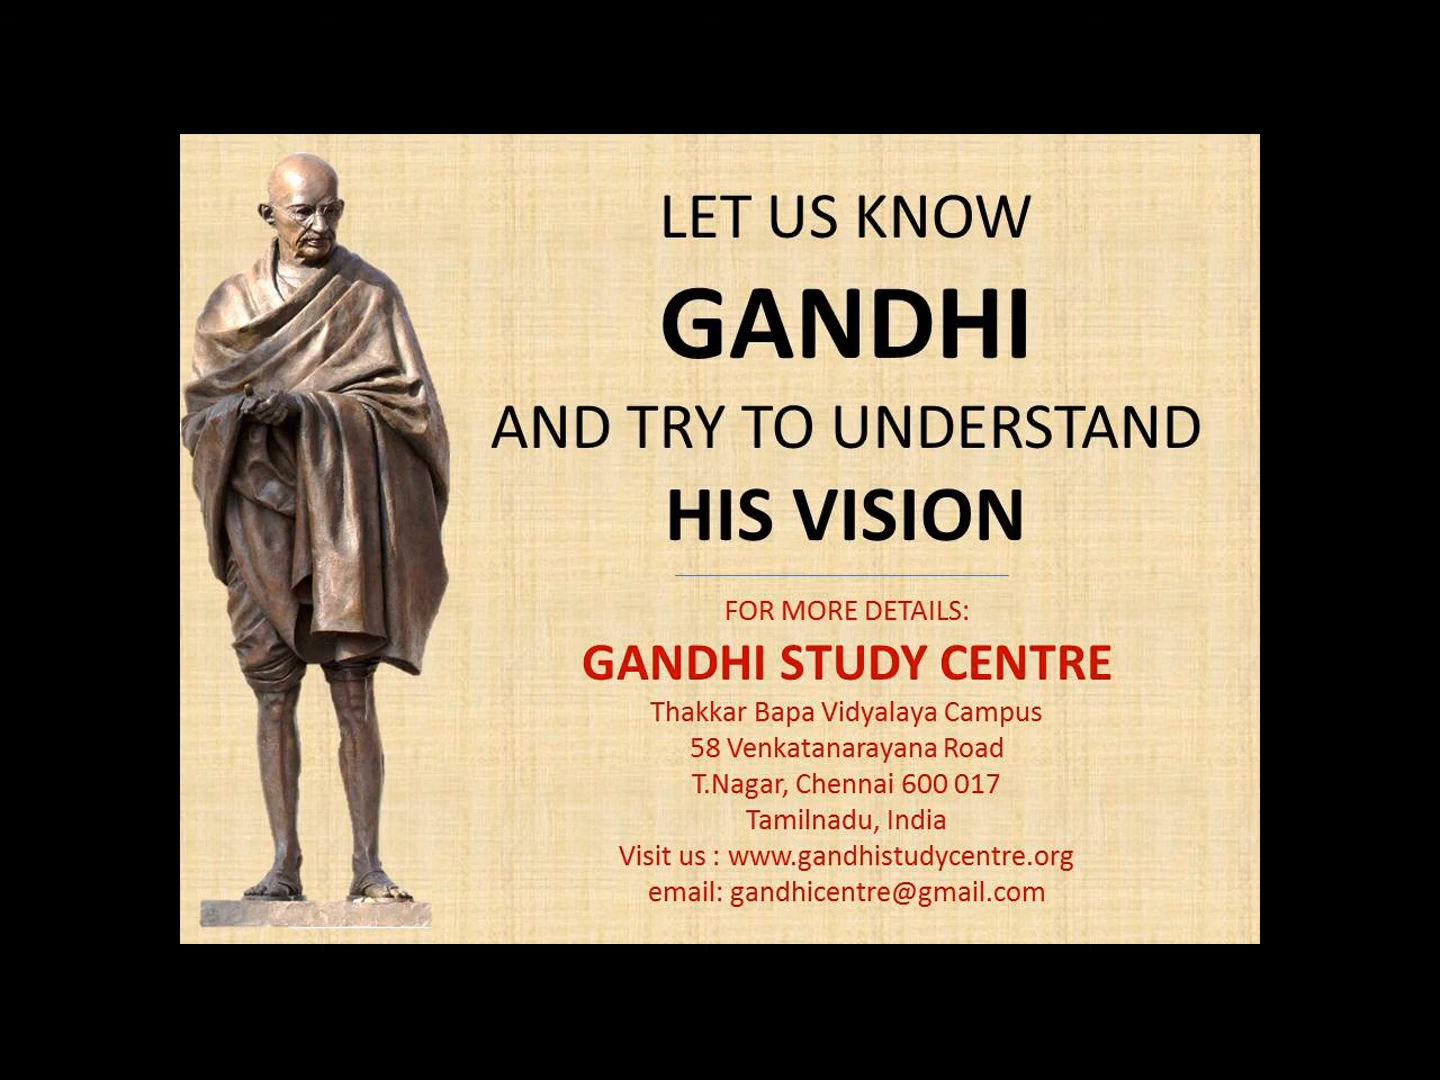 LET US KNOW
GANDHI
AND TRY TO UNDERSTAND
HIS VISION
FOR MORE DETAILS:
GANDHI STUDY CENTRE
Thakkar Bapa Vidyalaya Campus
58 Venkatanarayana Road
T.Nagar, Chennai 600 017
Tamilnadu, India
Visit us : www.gandhistudycentre.org
email: gandhicentre@gmail.com